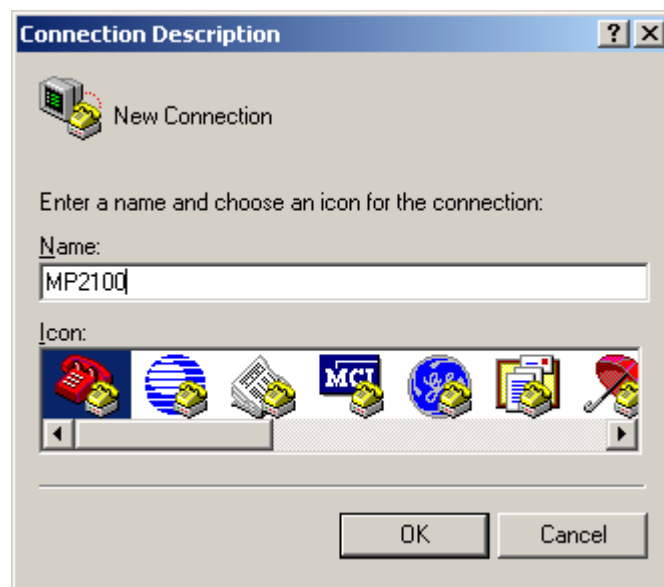 Connection Description
New Connection
Enter a name and choose an icon for the connection:
Name:
MP2100
Icon:
MCI
OK Cancel